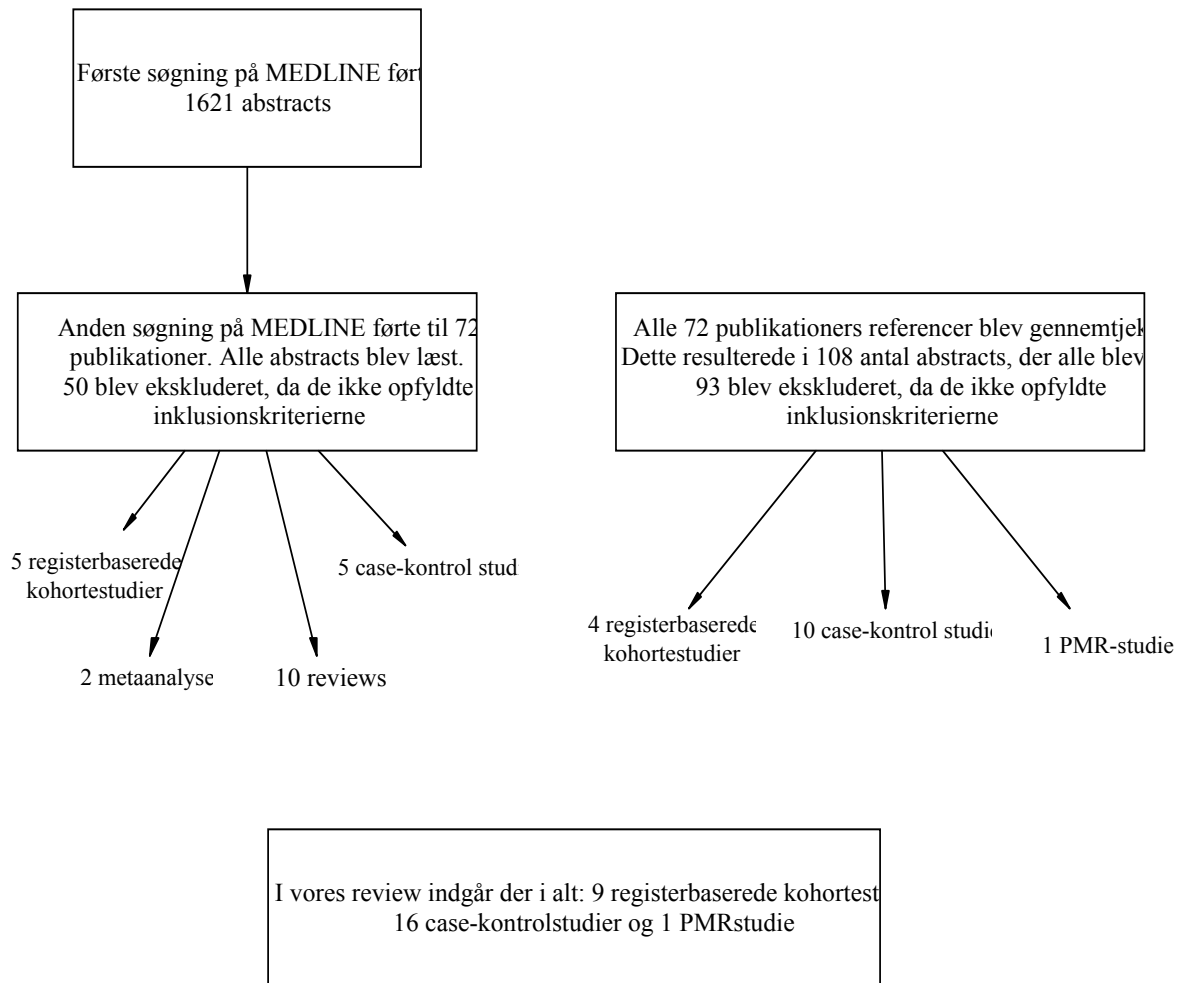 Første søgning på MEDLINE ført
1621 abstracts
Anden søgning på MEDLINE førte til 72
publikationer. Alle abstracts blev læst.
50 blev ekskluderet, da de ikke opfyldte
inklusionskriterierne
Alle 72 publikationers referencer blev gennemtjek
Dette resulterede i 108 antal abstracts, der alle blev
93 blev ekskluderet, da de ikke opfyldte
inklusionskriterierne
5 registerbaserede
kohortestudier
5 case-kontrol stud
2 metaanalyse
10 reviews
4 registerbaserede
kohortestudier
10 case-kontrol studi
1 PMR-studie
I vores review indgår der i alt: 9 registerbaserede kohortest
16 case-kontrolstudier og 1 PMRstudie